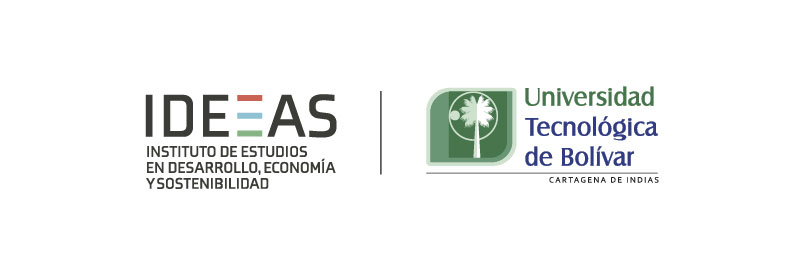 IDEEAS
INSTITUTO DE ESTUDIOS
EN DESARROLLO, ECONOMÍA
Y SOSTENIBILIDAD
Universidad
Tecnológica
de Bolívar
CARTAGENA DE INDIAS